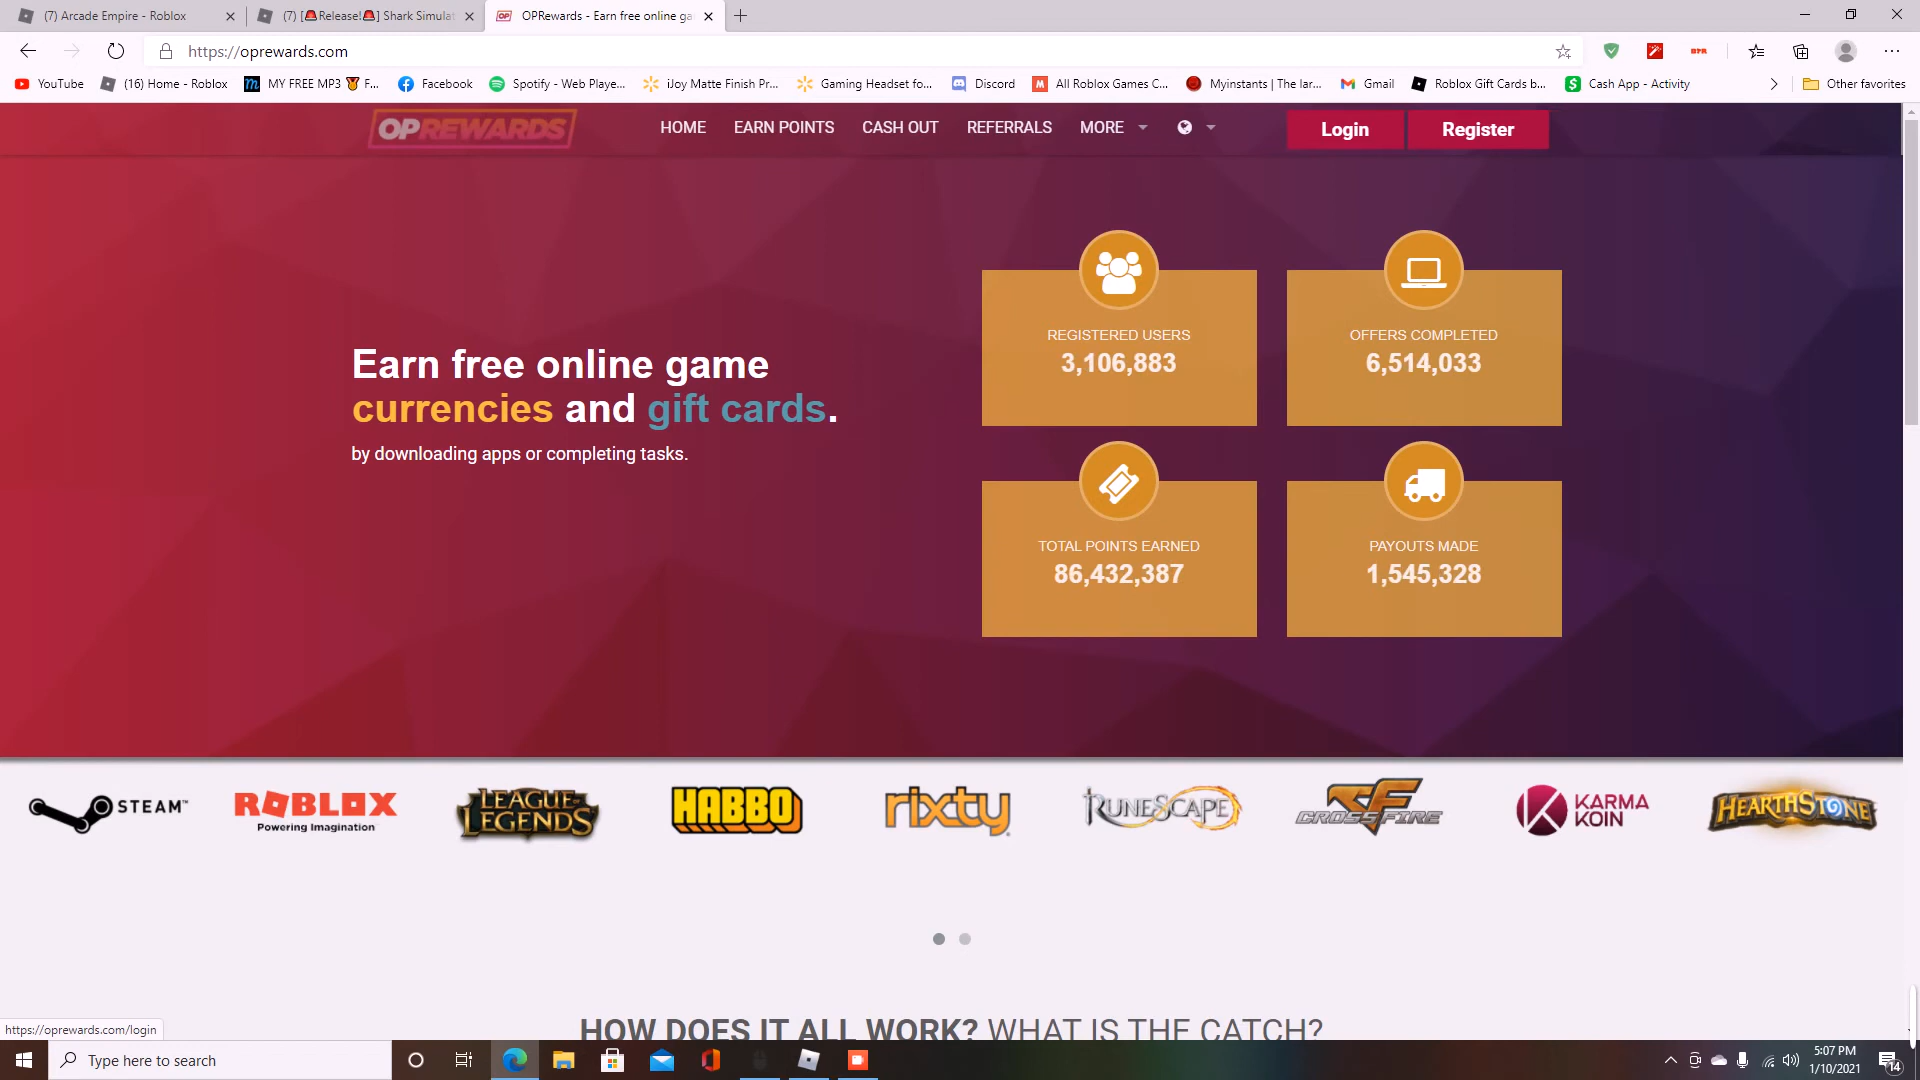 (7) Arcade Empire - Roblox
(7) [🚨Release!🚨] Shark Simulat
OPRewards - Earn free online ga
https://oprewards.com
YouTube
(16) Home - Roblox
MY FREE MP3 🏅 F...
Facebook
Spotify - Web Playe...
iJoy Matte Finish Pr...
Gaming Headset fo...
Discord
All Roblox Games C...
Myinstants | The lar...
Gmail
Roblox Gift Cards b...
Cash App - Activity
Other favorites
OPREWARDS
HOME
EARN POINTS
CASH OUT
REFERRALS
MORE
Login
Register
Earn free online game
currencies and gift cards.
by downloading apps or completing tasks.
REGISTERED USERS
3,106,883
OFFERS COMPLETED
6,514,033
TOTAL POINTS EARNED
86,432,387
PAYOUTS MADE
1,545,328
STEAM™
ROBLOX
Powering Imagination
LEAGUE OF
LEGENDS
HABBO
rixty
RUNESCAPE
CF
CROSSFIRE
KARMA
KOIN
HEARTHSTONE
HOW DOES IT ALL WORK? WHAT IS THE CATCH?
https://oprewards.com/login
Type here to search
5:07 PM
1/10/2021
14